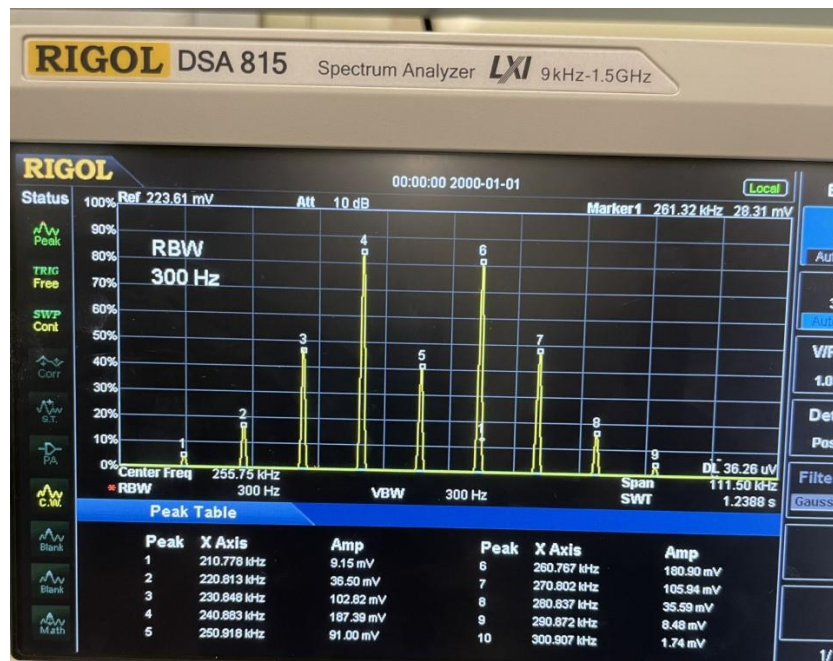 RIGOL DSA 815 Spectrum Analyzer LXI 9kHz-1.5GHz
RIGOL 00:00:00 2000-01-01 Local
Status 100% Ref 223.61 mV Att 10 dB Marker1 261.32 kHz 28.31 mV
Peak 90%
80%
RBW
300 Hz
TRIG
Free 70%
60%
SWP
Cont 50%
40%
Corr
30%
S.T. 20%
10%
PA
0%
1 2 3 4 5 6 1 7 8 9
DL 36.26 uV
Center Freq 255.75 kHz Span 111.50 kHz
*RBW 300 Hz VBW 300 Hz SWT 1.2388 s
C.W.
Peak Table
Blank
Blank
Math
Peak X Axis Amp Peak X Axis Amp
1 210.778 kHz 9.15 mV 6 260.767 kHz 180.90 mV
2 220.813 kHz 36.50 mV 7 270.802 kHz 105.94 mV
3 230.848 kHz 102.82 mV 8 280.837 kHz 35.59 mV
4 240.883 kHz 187.39 mV 9 290.872 kHz 8.48 mV
5 250.918 kHz 91.00 mV 10 300.907 kHz 1.74 mV
V/R
1.0
Det
Pos
Filte
Gauss
1/